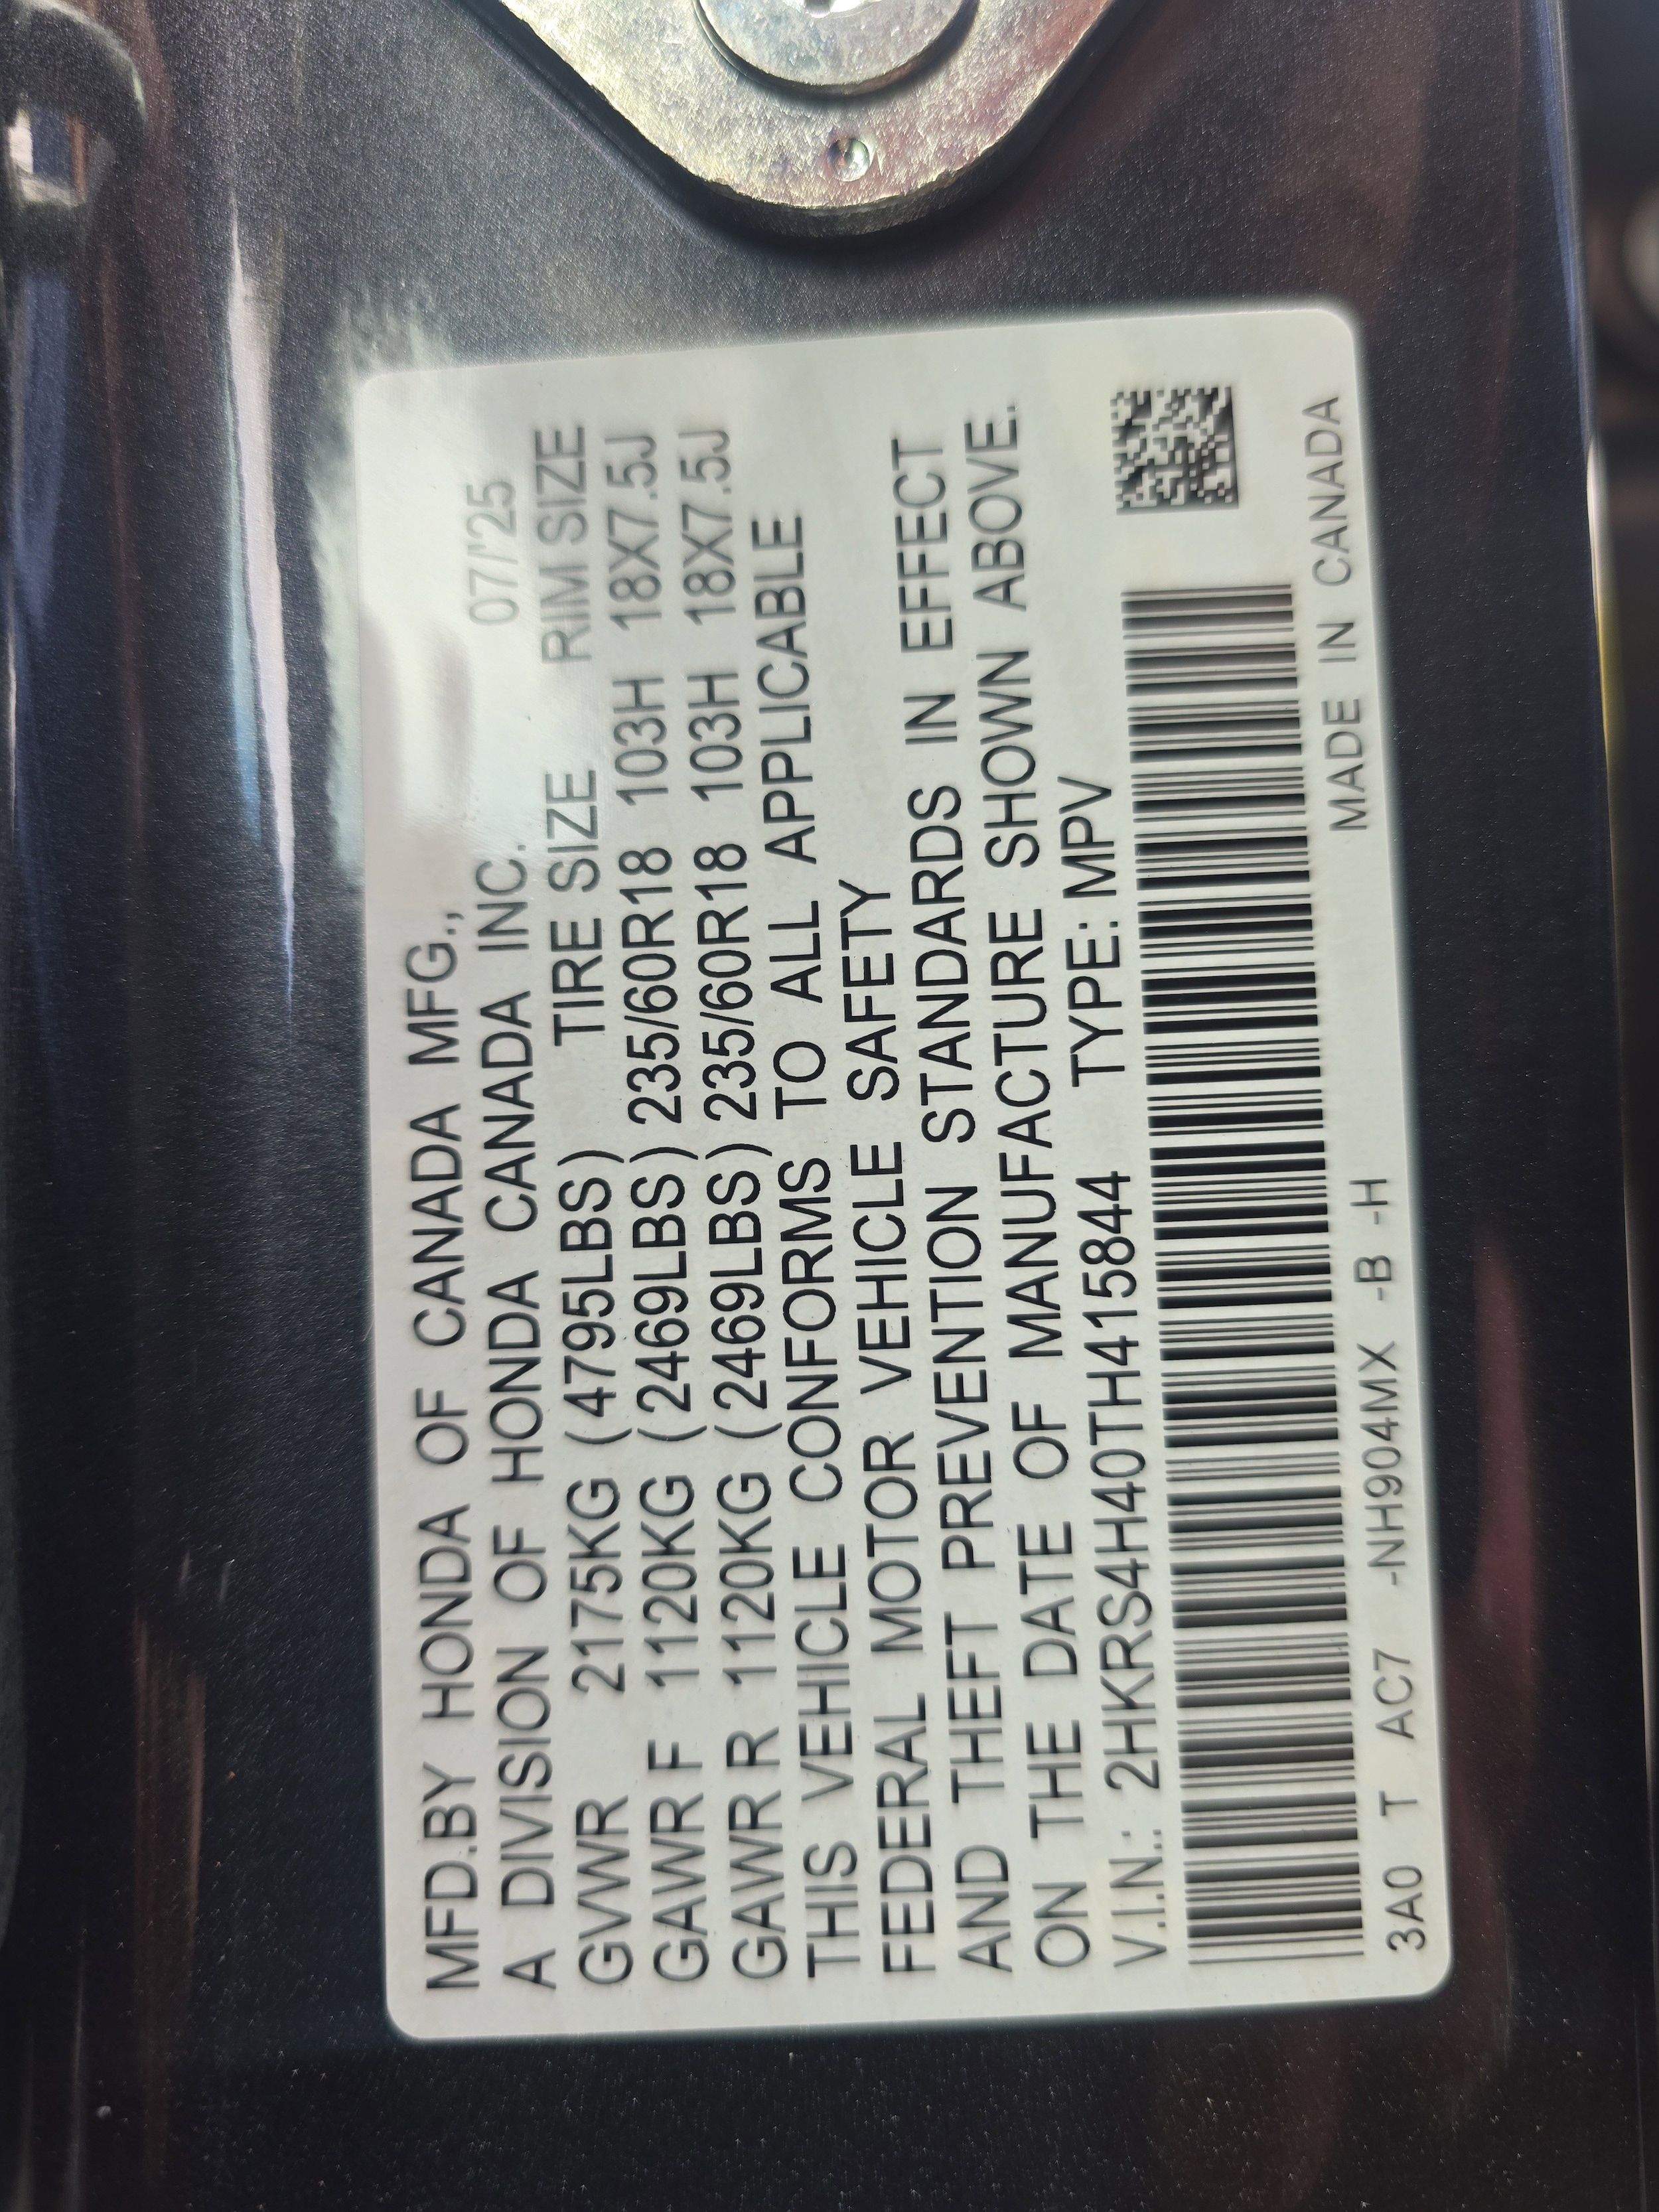 MFD.BY HONDA OF CANADA MFG.,
A DIVISION OF HONDA CANADA INC. 07/'25
GVWR 2175KG (4795LBS) TIRE SIZE RIM SIZE
GAWR F 1120KG (2469LBS) 235/60R18 103H 18X7.5J
GAWR R 1120KG (2469LBS) 235/60R18 103H 18X7.5J
THIS VEHICLE CONFORMS TO ALL APPLICABLE
FEDERAL MOTOR VEHICLE SAFETY
AND THEFT PREVENTION STANDARDS IN EFFECT
ON THE DATE OF MANUFACTURE SHOWN ABOVE.
V.I.N.: 2HKRS4H40TH415844 TYPE: MPV
3A0 T AC7 -NH904MX -B -H MADE IN CANADA